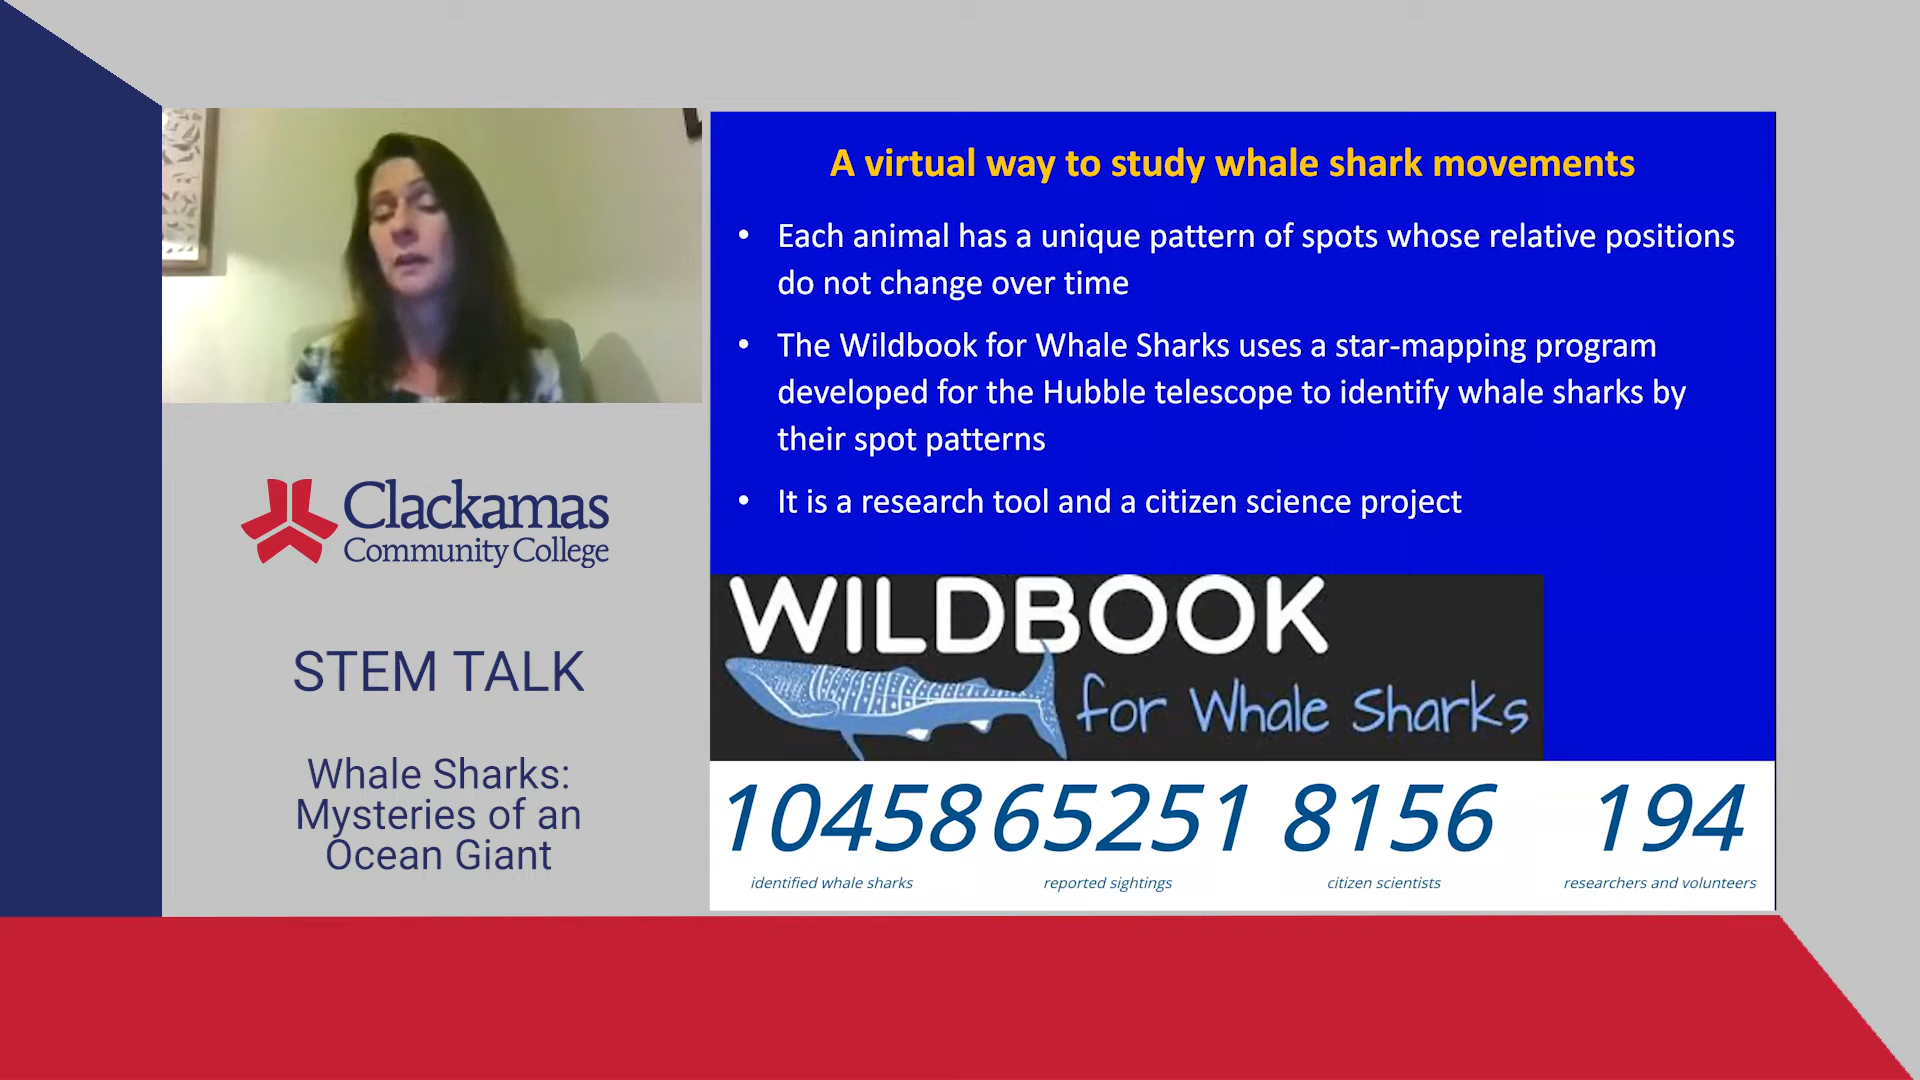 Clackamas
Community College
STEM TALK
Whale Sharks:
Mysteries of an
Ocean Giant
A virtual way to study whale shark movements
• Each animal has a unique pattern of spots whose relative positions
do not change over time
• The Wildbook for Whale Sharks uses a star-mapping program
developed for the Hubble telescope to identify whale sharks by
their spot patterns
• It is a research tool and a citizen science project
WILDBOOK
for Whale Sharks
10458 65251 8156 194
identified whale sharks reported sightings citizen scientists researchers and volunteers